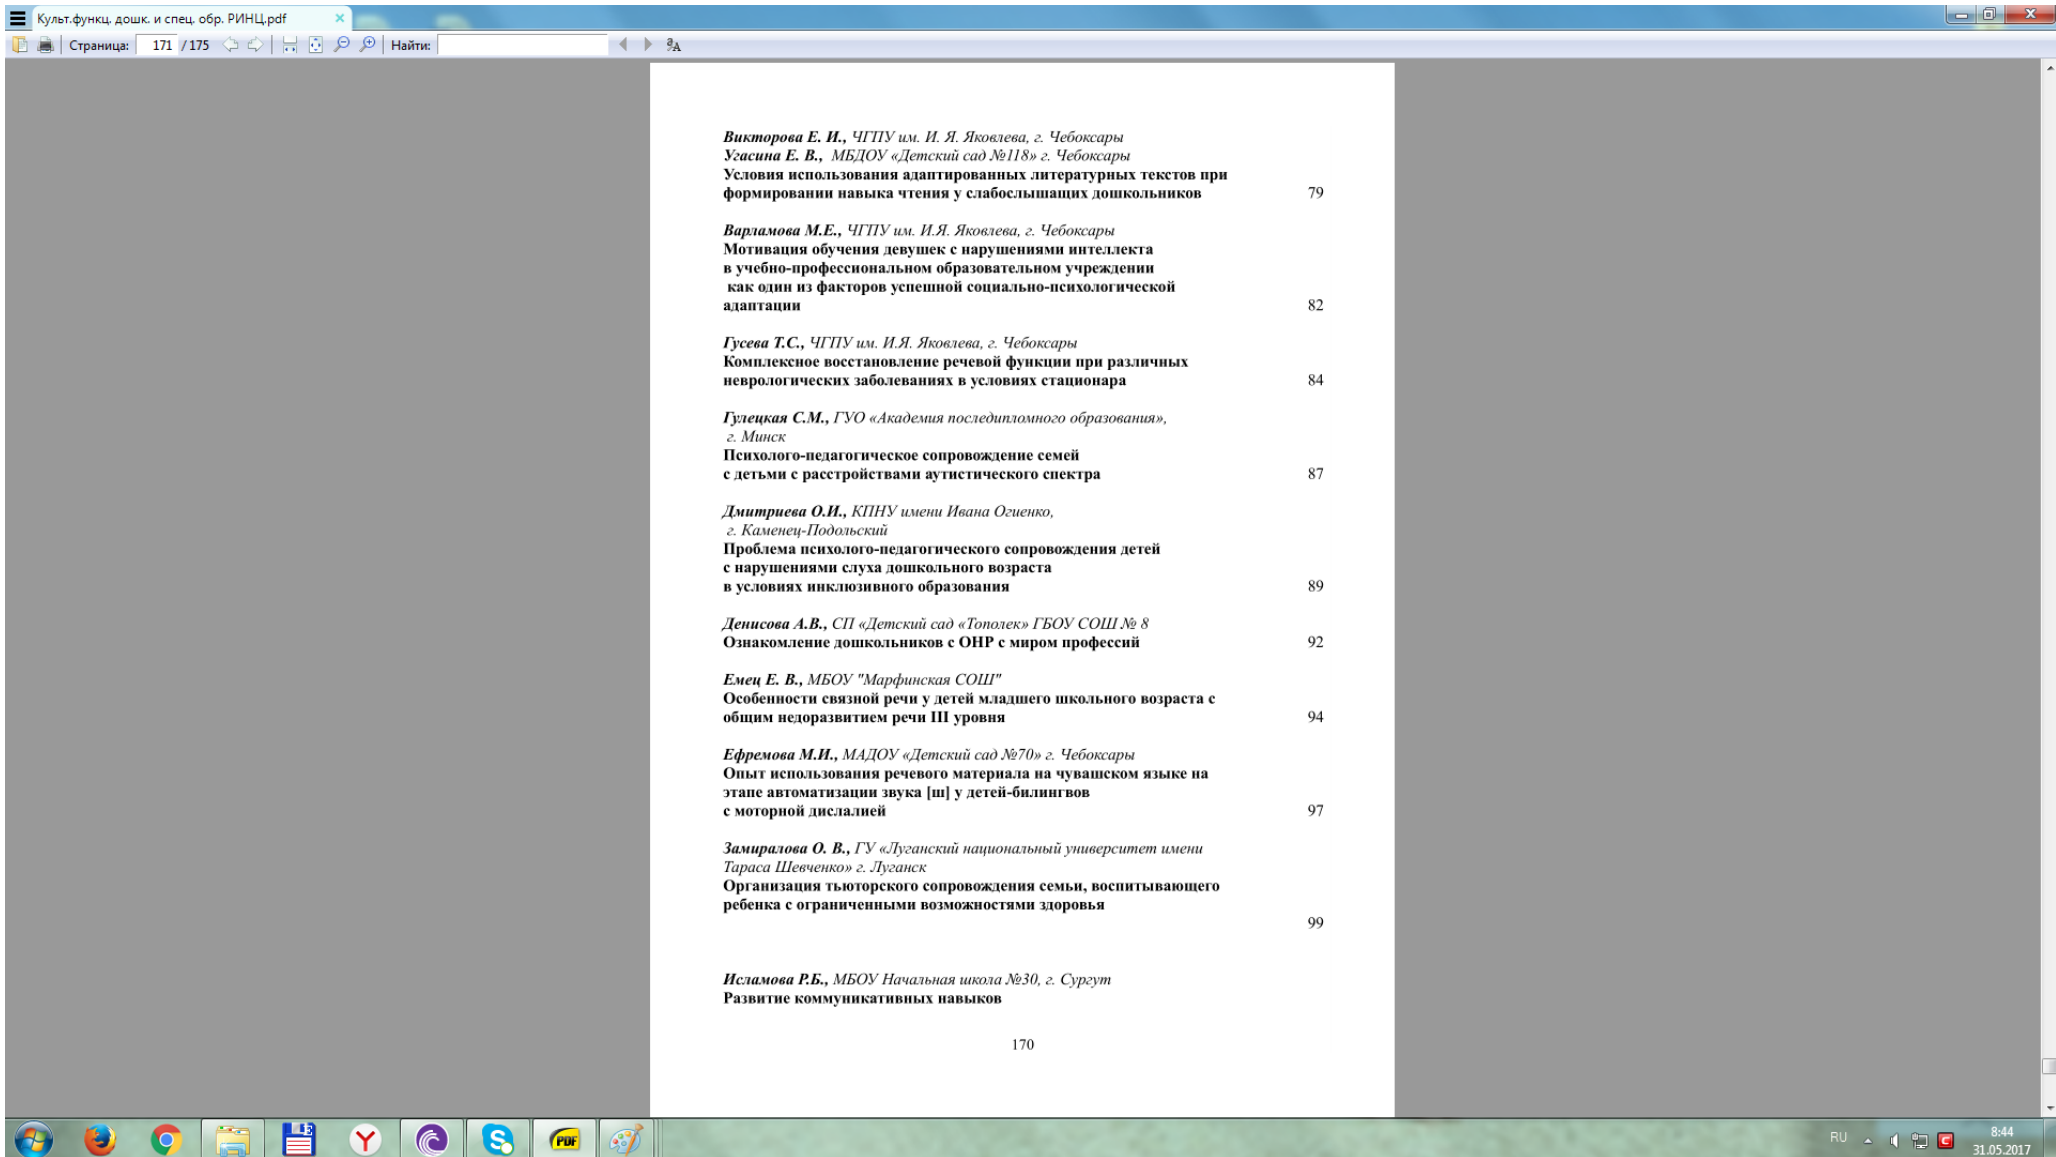 Культ.функц. дошк. и спец. обр. РИНЦ.pdf
Страница: 171 / 175 Найти:
Викторова Е. И., ЧГПУ им. И. Я. Яковлева, г. Чебоксары
Угасина Е. В., МБДОУ «Детский сад №118» г. Чебоксары
Условия использования адаптированных литературных текстов при
формировании навыка чтения у слабослышащих дошкольников 79
Варламова М.Е., ЧГПУ им. И.Я. Яковлева, г. Чебоксары
Мотивация обучения девушек с нарушениями интеллекта
в учебно-профессиональном образовательном учреждении
как один из факторов успешной социально-психологической
адаптации 82
Гусева Т.С., ЧГПУ им. И.Я. Яковлева, г. Чебоксары
Комплексное восстановление речевой функции при различных
неврологических заболеваниях в условиях стационара 84
Гулецкая С.М., ГУО «Академия последипломного образования»,
г. Минск
Психолого-педагогическое сопровождение семей
с детьми с расстройствами аутистического спектра 87
Дмитриева О.И., КПНУ имени Ивана Огиенко,
г. Каменец-Подольский
Проблема психолого-педагогического сопровождения детей
с нарушениями слуха дошкольного возраста
в условиях инклюзивного образования 89
Денисова А.В., СП «Детский сад «Тополек» ГБОУ СОШ № 8
Ознакомление дошкольников с ОНР с миром профессий 92
Емец Е. В., МБОУ "Марфинская СОШ"
Особенности связной речи у детей младшего школьного возраста с
общим недоразвитием речи III уровня 94
Ефремова М.И., МАДОУ «Детский сад №70» г. Чебоксары
Опыт использования речевого материала на чувашском языке на
этапе автоматизации звука [ш] у детей-билингвов
с моторной дислалией 97
Замиралова О. В., ГУ «Луганский национальный университет имени
Тараса Шевченко» г. Луганск
Организация тьюторского сопровождения семьи, воспитывающего
ребенка с ограниченными возможностями здоровья
99
Исламова Р.Б., МБОУ Начальная школа №30, г. Сургут
Развитие коммуникативных навыков
170
PDF
RU 8:44
31.05.2017